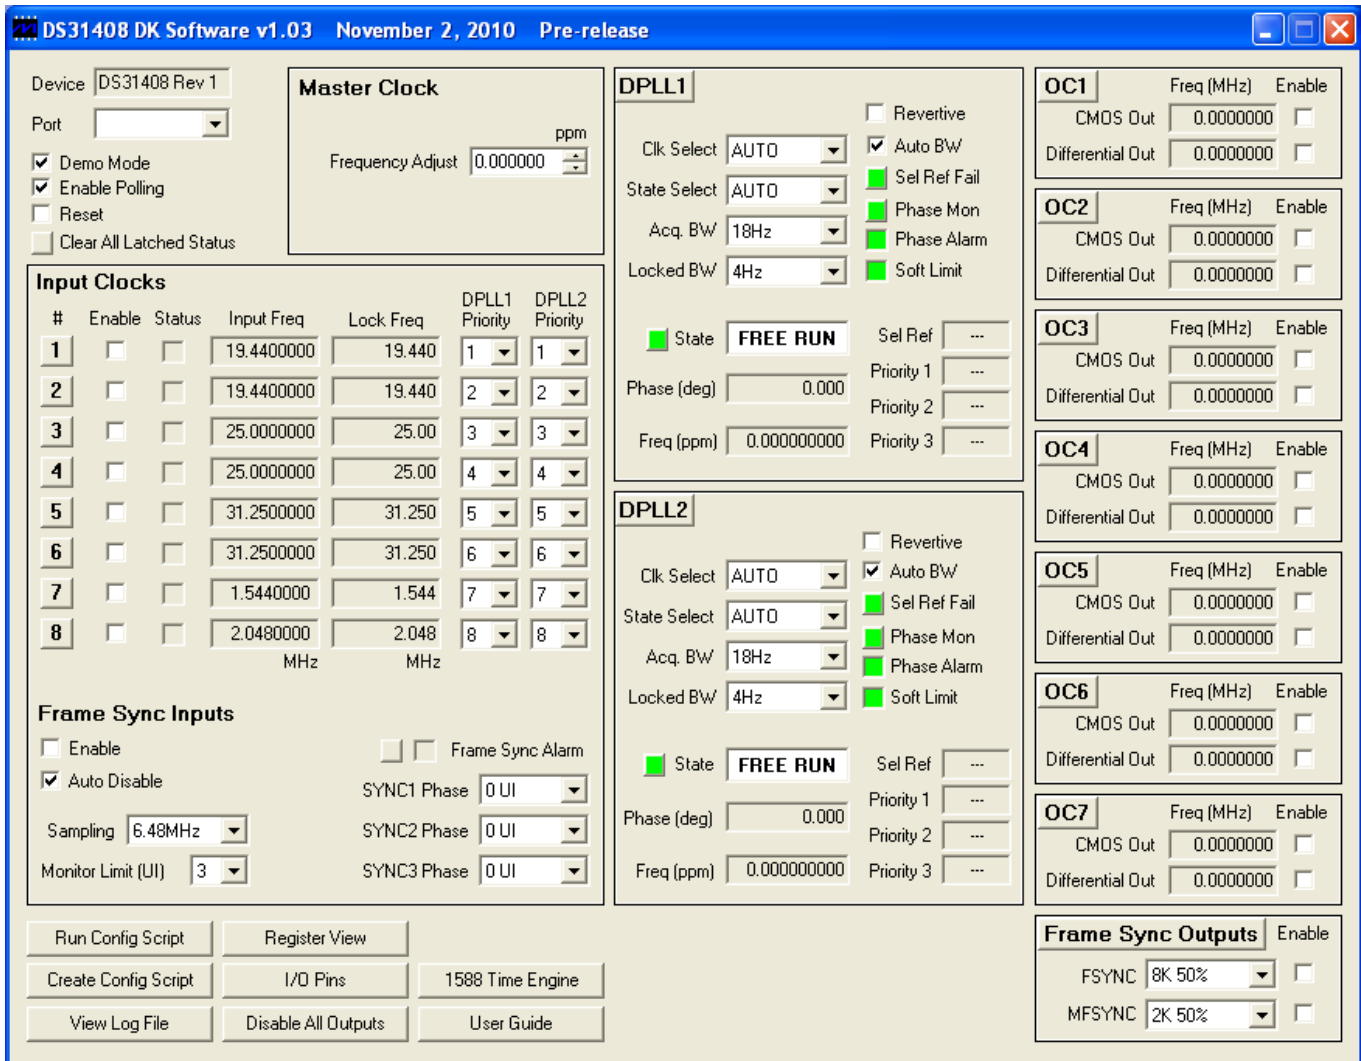 DS31408 DK Software v1.03 November 2, 2010 Pre-release
Device DS31408 Rev 1
Port
Demo Mode
Enable Polling
Reset
Clear All Latched Status
Master Clock
ppm
Frequency Adjust 0.000000
Input Clocks
# Enable Status Input Freq Lock Freq DPLL1 Priority DPLL2 Priority
1 19.4400000 19.440 1 1
2 19.4400000 19.440 2 2
3 25.0000000 25.00 3 3
4 25.0000000 25.00 4 4
5 31.2500000 31.250 5 5
6 31.2500000 31.250 6 6
7 1.5440000 1.544 7 7
8 2.0480000 2.048 8 8
MHz MHz
Frame Sync Inputs
Enable
Frame Sync Alarm
Auto Disable
SYNC1 Phase 0 UI
Sampling 6.48MHz
SYNC2 Phase 0 UI
Monitor Limit (UI) 3
SYNC3 Phase 0 UI
Run Config Script Register View
Create Config Script I/O Pins 1588 Time Engine
View Log File Disable All Outputs User Guide
DPLL1
Revertive
Clk Select AUTO
Auto BW
State Select AUTO
Sel Ref Fail
Acq. BW 18Hz
Phase Mon
Phase Alarm
Locked BW 4Hz
Soft Limit
State FREE RUN
Sel Ref ---
Phase (deg) 0.000
Priority 1 ---
Priority 2 ---
Freq (ppm) 0.000000000
Priority 3 ---
DPLL2
Revertive
Clk Select AUTO
Auto BW
State Select AUTO
Sel Ref Fail
Acq. BW 18Hz
Phase Mon
Phase Alarm
Locked BW 4Hz
Soft Limit
State FREE RUN
Sel Ref ---
Phase (deg) 0.000
Priority 1 ---
Priority 2 ---
Freq (ppm) 0.000000000
Priority 3 ---
OC1 Freq (MHz) Enable
CMOS Out 0.0000000
Differential Out 0.0000000
OC2 Freq (MHz) Enable
CMOS Out 0.0000000
Differential Out 0.0000000
OC3 Freq (MHz) Enable
CMOS Out 0.0000000
Differential Out 0.0000000
OC4 Freq (MHz) Enable
CMOS Out 0.0000000
Differential Out 0.0000000
OC5 Freq (MHz) Enable
CMOS Out 0.0000000
Differential Out 0.0000000
OC6 Freq (MHz) Enable
CMOS Out 0.0000000
Differential Out 0.0000000
OC7 Freq (MHz) Enable
CMOS Out 0.0000000
Differential Out 0.0000000
Frame Sync Outputs Enable
FSYNC 8K 50%
MFSYNC 2K 50%